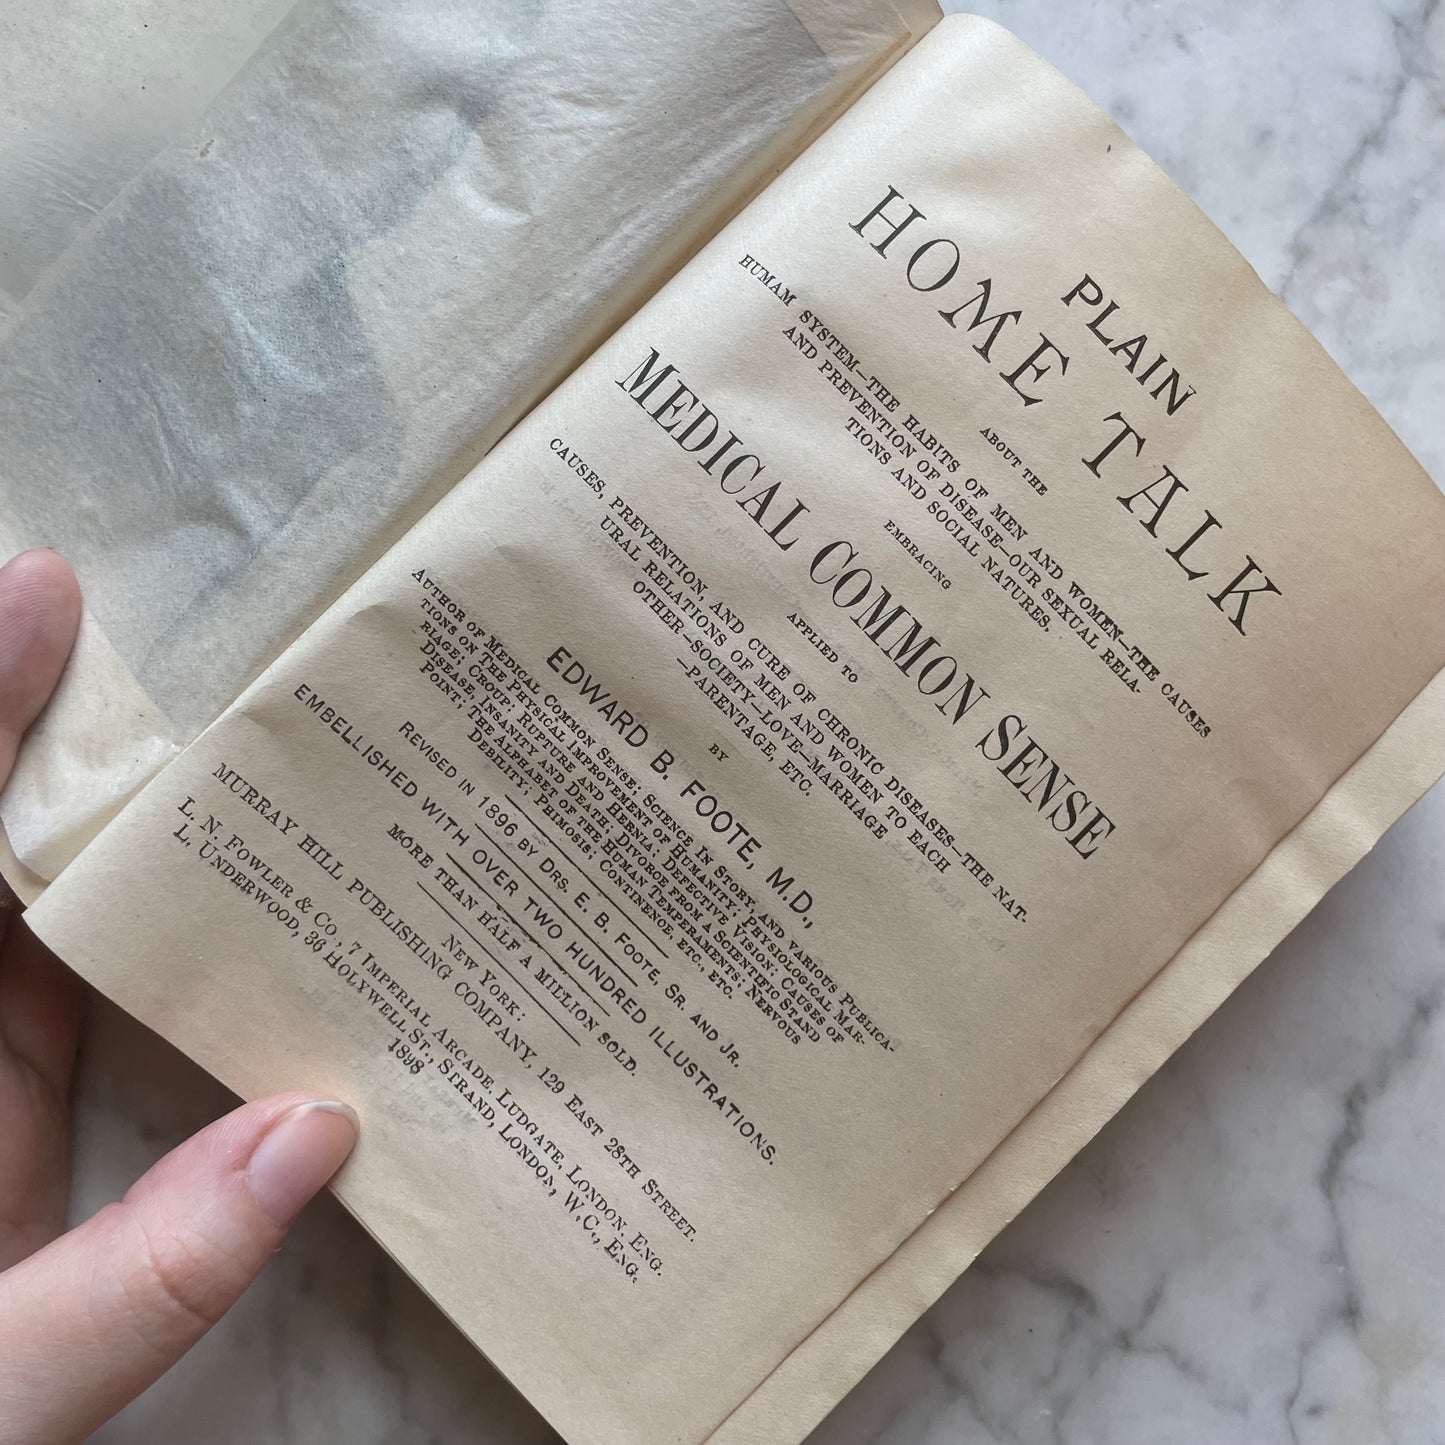 PLAIN
HOME TALK
ABOUT THE
HUMAM SYSTEM—THE HABITS OF MEN AND WOMEN—THE CAUSES
AND PREVENTION OF DISEASE—OUR SEXUAL RELA-
TIONS AND SOCIAL NATURES,
EMBRACING
MEDICAL COMMON SENSE
APPLIED TO
CAUSES, PREVENTION, AND CURE OF CHRONIC DISEASES—THE NAT-
URAL RELATIONS OF MEN AND WOMEN TO EACH
OTHER—SOCIETY—LOVE—MARRIAGE
—PARENTAGE, ETC.
BY
EDWARD B. FOOTE, M.D.,
AUTHOR OF MEDICAL COMMON SENSE; SCIENCE IN STORY, AND VARIOUS PUBLICA-
TIONS ON THE PHYSICAL IMPROVEMENT OF HUMANITY; PHYSIOLOGICAL MAR-
RIAGE; CROUP; RUPTURE AND HERNIA; DEFECTIVE VISION; CAUSES OF
DISEASE, INSANITY AND DEATH; DIVORCE FROM A SCIENTIFIC STAND
POINT; THE ALPHABET OF THE HUMAN TEMPERAMENTS; NERVOUS
DEBILITY; PHIMOSIS; CONTINENCE, ETC., ETC.
REVISED IN 1896 BY DRS. E. B. FOOTE, SR. AND JR.
EMBELLISHED WITH OVER TWO HUNDRED ILLUSTRATIONS.
MORE THAN HALF A MILLION SOLD.
NEW YORK:
MURRAY HILL PUBLISHING COMPANY, 129 EAST 28TH STREET.
L. N. FOWLER & CO., 7 IMPERIAL ARCADE, LUDGATE, LONDON, ENG.
L. UNDERWOOD, 36 HOLYWELL ST., STRAND, LONDON, W.C., ENG.
1898